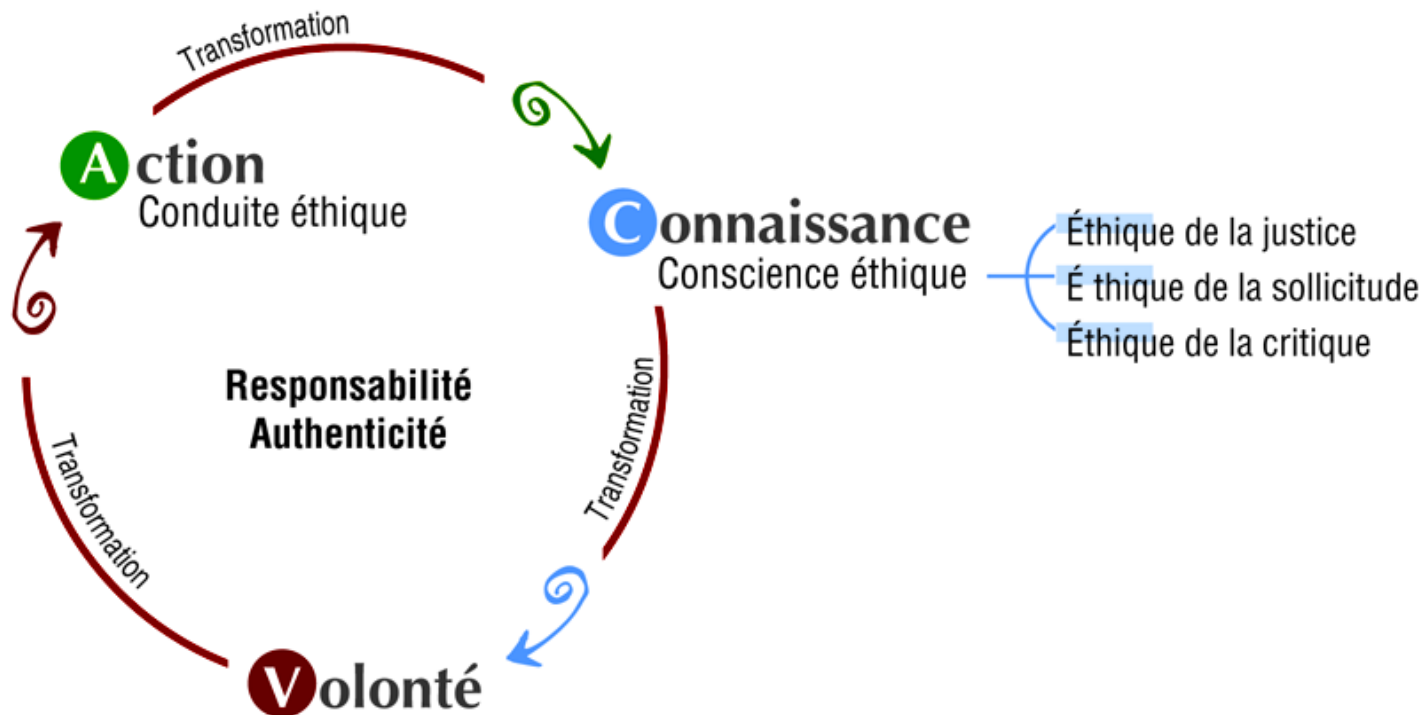 Transformation
Action
Conduite éthique
Connaissance
Conscience éthique
Éthique de la justice
É thique de la sollicitude
Éthique de la critique
Responsabilité
Authenticité
Transformation
Transformation
Volonté